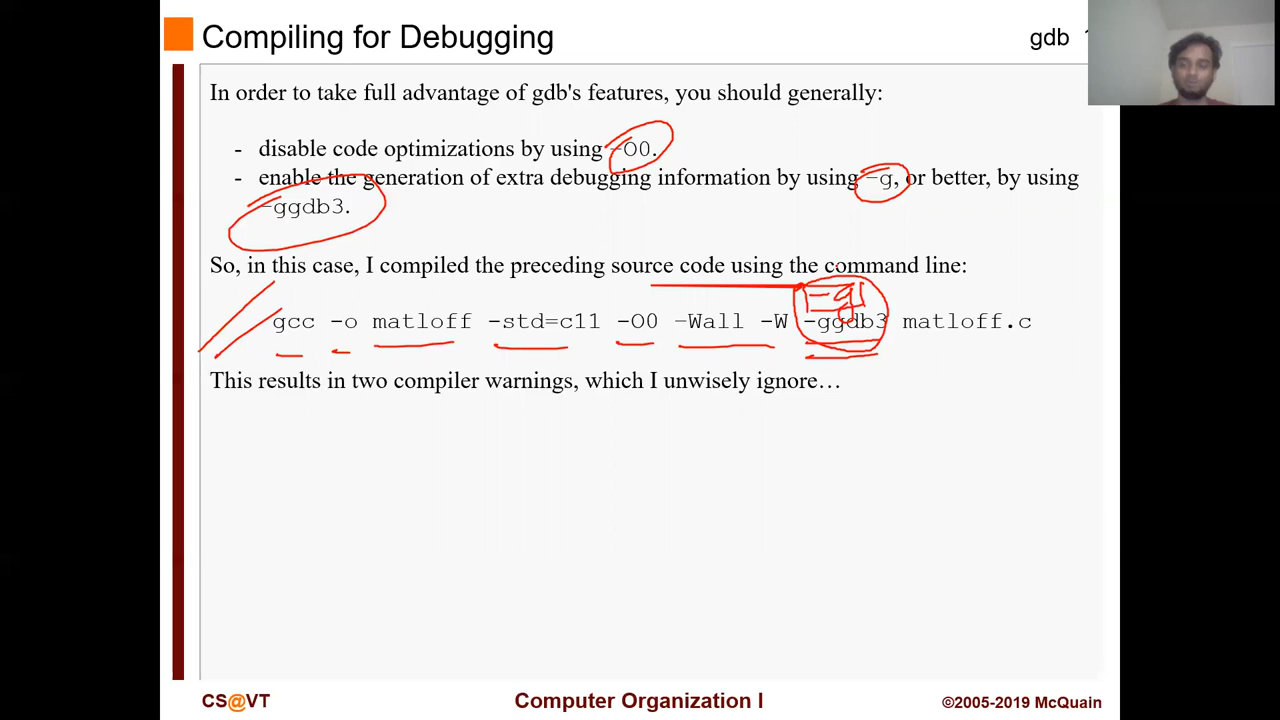 Compiling for Debugging
gdb
In order to take full advantage of gdb's features, you should generally:
- disable code optimizations by using -O0.
- enable the generation of extra debugging information by using -g, or better, by using
-ggdb3.
So, in this case, I compiled the preceding source code using the command line:
-g
gcc -o matloff -std=c11 -O0 -Wall -W -ggdb3 matloff.c
This results in two compiler warnings, which I unwisely ignore…
CS@VT
Computer Organization I
©2005-2019 McQuain